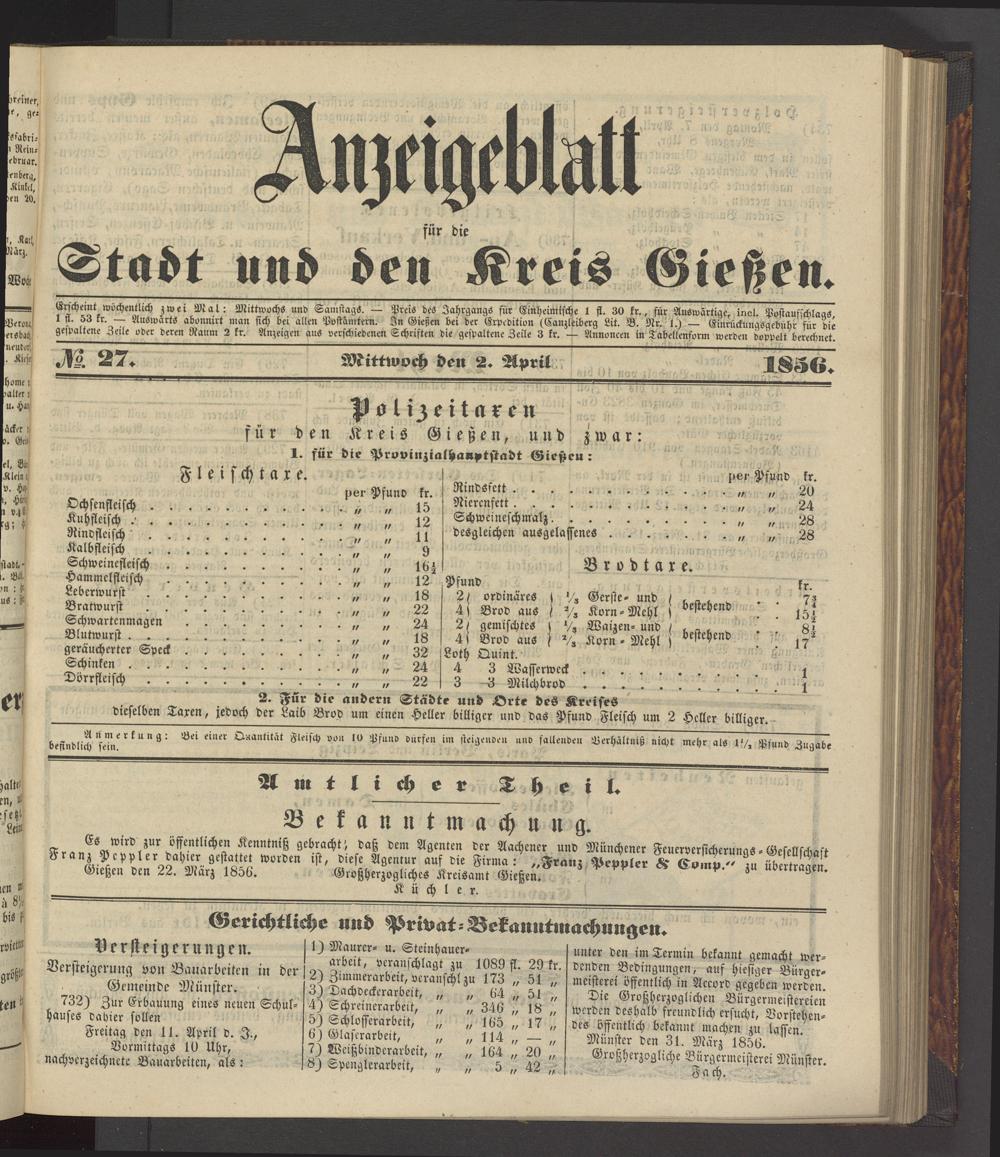 Anzeigeblatt
für die
Stadt und den Kreis Gießen.
Erscheint wöchentlich zwei Mal: Mittwochs und Samstags. — Preis des Jahrgangs für Einheimische 1 fl. 30 kr., für Auswärtige, incl. Postaufschlags,
1 fl. 53 kr. — Auswärts abonnirt man sich bei allen Postämtern. In Gießen bei der Expedition (Canzleiberg Lit. B. Nr. 1.) — Einrückungsgebühr für die
gespaltene Zeile oder deren Raum 2 kr. Anzeigen aus verschiedenen Schriften die gespaltene Zeile 3 kr. — Annoncen in Tabellenform werden doppelt berechnet.
№ 27. Mittwoch den 2. April 1856.
Polizeitaxen
für den Kreis Gießen, und zwar:
1. für die Provinzialhauptstadt Gießen:
Fleischtaxe.
per Pfund kr.
Ochsenfleisch . . . „ „ 15
Kuhfleisch . . . „ „ 12
Rindfleisch . . . „ „ 11
Kalbfleisch . . . „ „ 9
Schweinefleisch . . . „ „ 16½
Hammelfleisch . . . „ „ 12
Leberwurst . . . „ „ 18
Bratwurst . . . „ „ 22
Schwartenmagen . . . „ „ 24
Blutwurst . . . „ „ 18
geräucherter Speck . . . „ „ 32
Schinken . . . „ „ 24
Dörrfleisch . . . „ „ 22
per Pfund kr.
Rindsfett . . . „ „ 20
Nierenfett . . . „ „ 24
Schweineschmalz . . . „ „ 28
desgleichen ausgelassenes . . . „ „ 28
Brodtaxe.
Pfund kr.
2 ordinäres ⅓ Gerste- und bestehend . . 7¾
4 Brod aus ⅔ Korn-Mehl 15½
2 gemischtes ⅓ Waizen- und bestehend . . 8½
4 Brod aus ⅔ Korn-Mehl 17
Loth Quint.
4 3 Wasserweck . . . 1
3 3 Milchbrod . . . 1
2. Für die andern Städte und Orte des Kreises
dieselben Taxen, jedoch der Laib Brod um einen Heller billiger und das Pfund Fleisch um 2 Heller billiger.
Anmerkung: Bei einer Quantität Fleisch von 10 Pfund dürfen im steigenden und fallenden Verhältniß nicht mehr als 1½ Pfund Zugabe
befindlich sein.
Amtlicher Theil.
Bekanntmachung.
Es wird zur öffentlichen Kenntniß gebracht, daß dem Agenten der Aachener und Münchener Feuerversicherungs-Gesellschaft
Franz Peppler dahier gestattet worden ist, diese Agentur auf die Firma: „Franz Peppler & Comp.“ zu übertragen.
Gießen den 22. März 1856. Großherzogliches Kreisamt Gießen.
Küchler.
Gerichtliche und Privat-Bekanntmachungen.
Versteigerungen.
Versteigerung von Bauarbeiten in der
Gemeinde Münster.
732) Zur Erbauung eines neuen Schul-
hauses dahier sollen
Freitag den 11. April d. J.,
Vormittags 10 Uhr,
nachverzeichnete Bauarbeiten, als:
1) Maurer- u. Steinhauer-
arbeit, veranschlagt zu 1089 fl. 29 kr.
2) Zimmerarbeit, veranschl zu 173 „ 51 „
3) Dachdeckerarbeit, „ 64 „ 51 „
4) Schreinerarbeit, „ „ 346 „ 18 „
5) Schlosserarbeit, „ „ 165 „ 17 „
6) Glaserarbeit, „ „ 114 „ — „
7) Weißbinderarbeit, „ „ 164 „ 20 „
8) Spenglerarbeit, „ „ 5 „ 42 „
unter den im Termin bekannt gemacht wer-
denden Bedingungen, auf hiesiger Bürger-
meisterei öffentlich in Accord gegeben werden.
Die Großherzoglichen Bürgermeistereien
werden deshalb freundlich ersucht, Vorstehen-
des öffentlich bekannt machen zu lassen.
Münster den 31. März 1856.
Großherzogliche Bürgermeisterei Münster.
Fach.